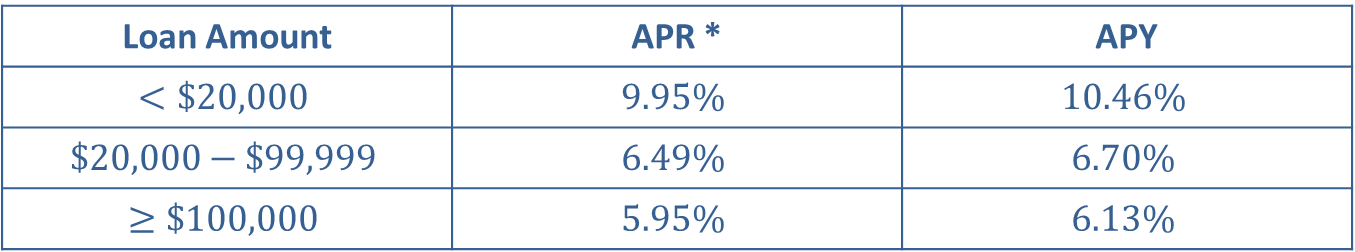 Loan Amount APR * APY
< $20,000 9.95% 10.46%
$20,000 − $99,999 6.49% 6.70%
≥ $100,000 5.95% 6.13%